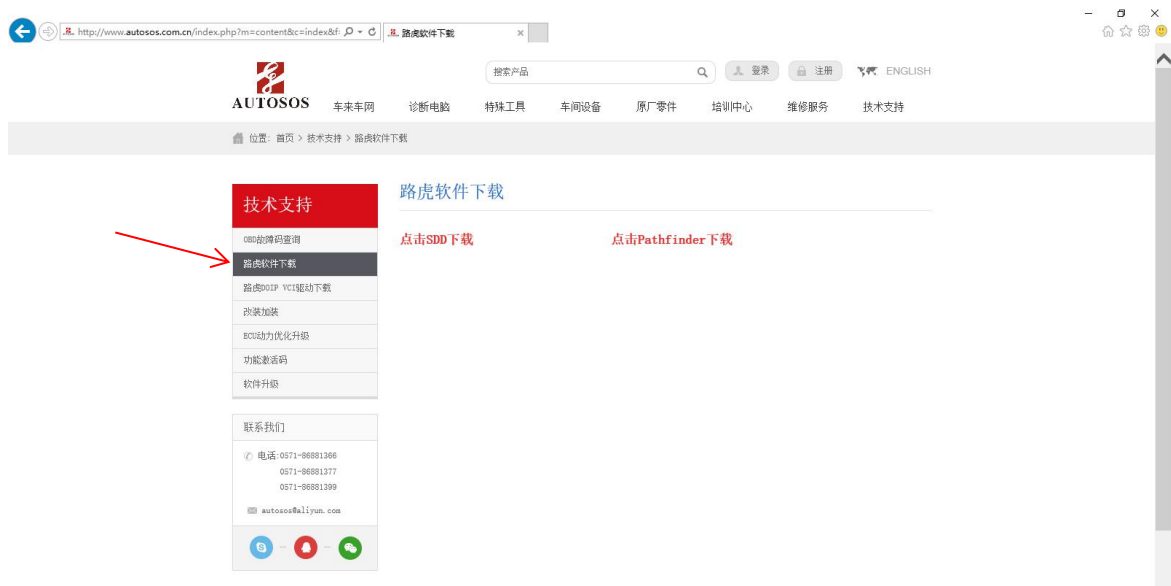 http://www.autosos.com.cn/index.php?m=content&c=index&f
路虎软件下载
搜索产品
登录
注册
ENGLISH
AUTOSOS
车来车网
诊断电脑
特殊工具
车间设备
原厂零件
培训中心
维修服务
技术支持
位置: 首页 > 技术支持 > 路虎软件下载
技术支持
OBD故障码查询
路虎软件下载
路虎DOIP VCI驱动下载
改装加装
ECU动力优化升级
功能激活码
软件升级
路虎软件下载
点击SDD下载
点击Pathfinder下载
联系我们
电话:0571-86881366
0571-86881377
0571-86881399
autosos@aliyun.com